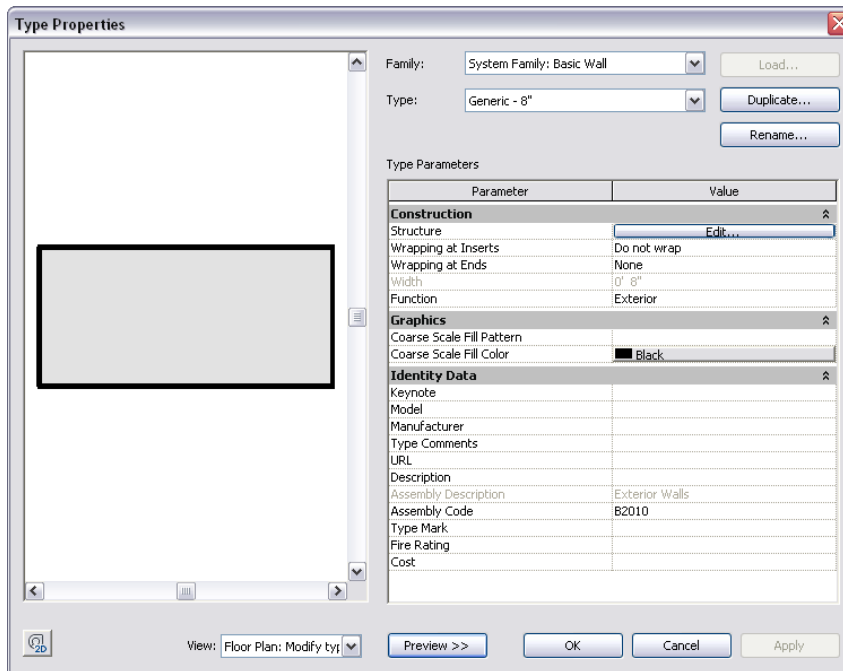 Type Properties
Family: System Family: Basic Wall Load...
Type: Generic - 8" Duplicate...
Rename...
Type Parameters
Parameter Value
Construction
Structure Edit...
Wrapping at Inserts Do not wrap
Wrapping at Ends None
Width 0' 8"
Function Exterior
Graphics
Coarse Scale Fill Pattern
Coarse Scale Fill Color Black
Identity Data
Keynote
Model
Manufacturer
Type Comments
URL
Description
Assembly Description Exterior Walls
Assembly Code B2010
Type Mark
Fire Rating
Cost
2D View: Floor Plan: Modify typ Preview >> OK Cancel Apply